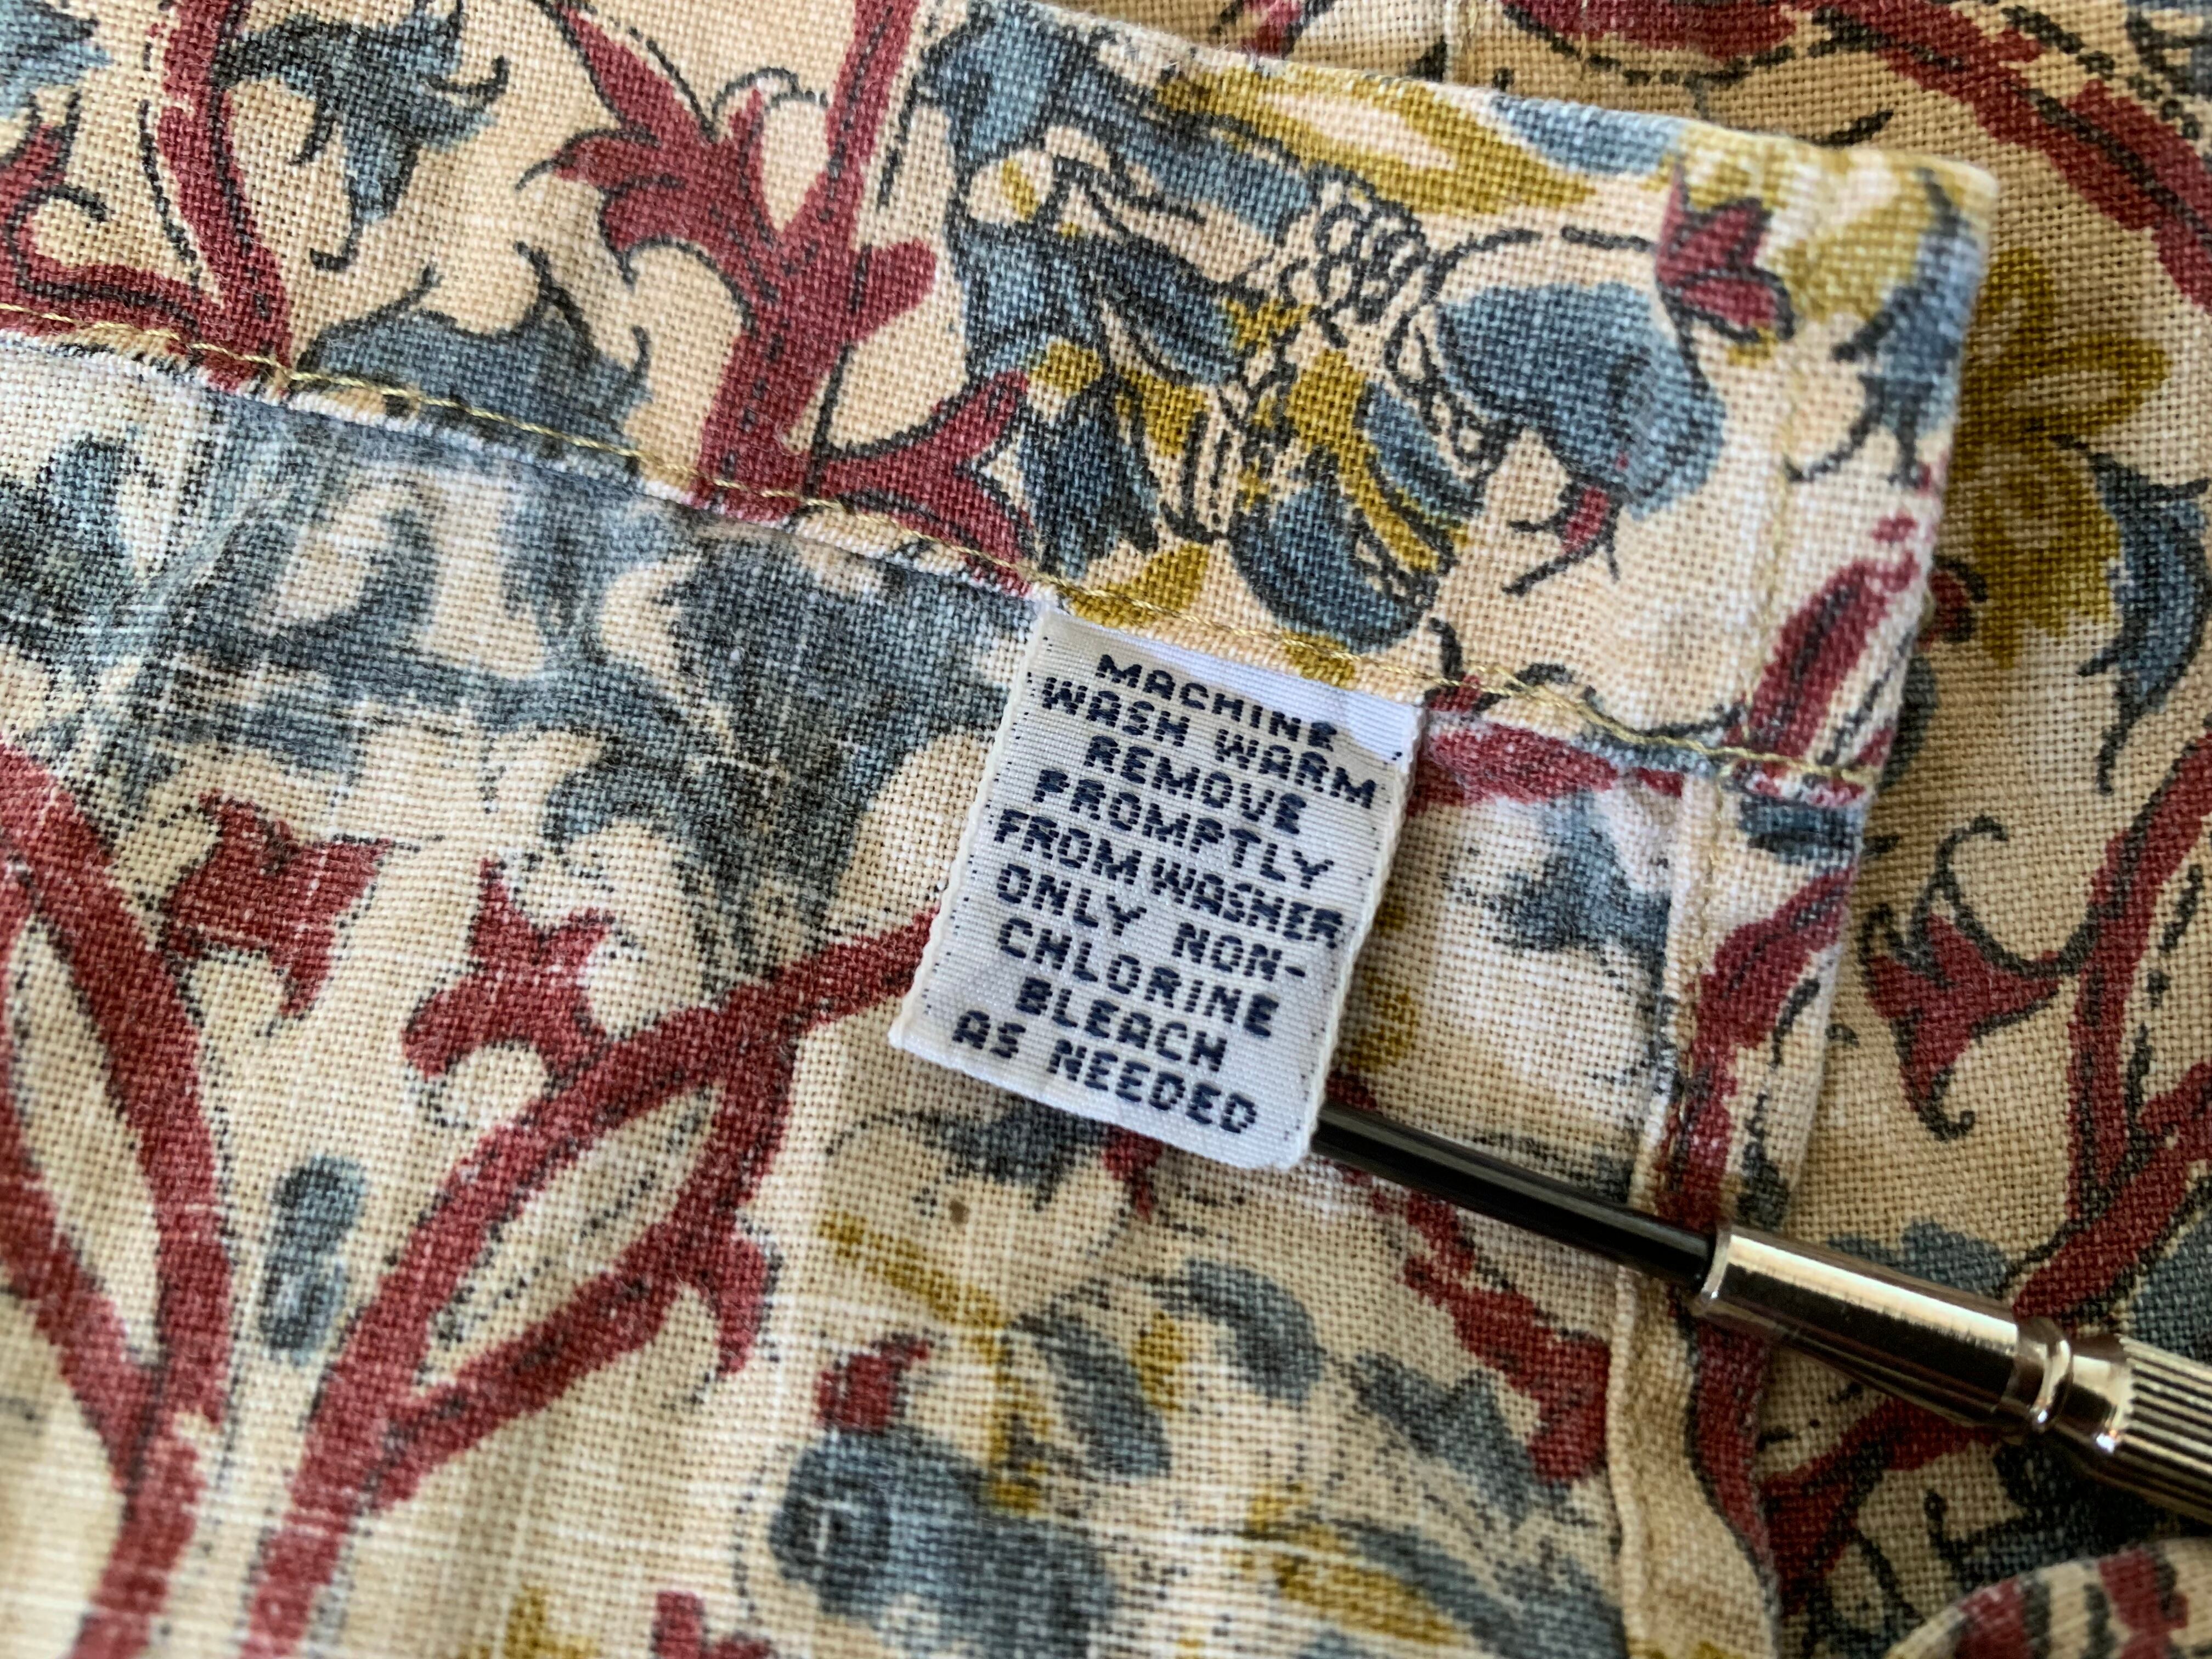 MACHINE
WASH WARM
REMOVE
PROMPTLY
FROM WASHER
ONLY NON-
CHLORINE
BLEACH
AS NEEDED